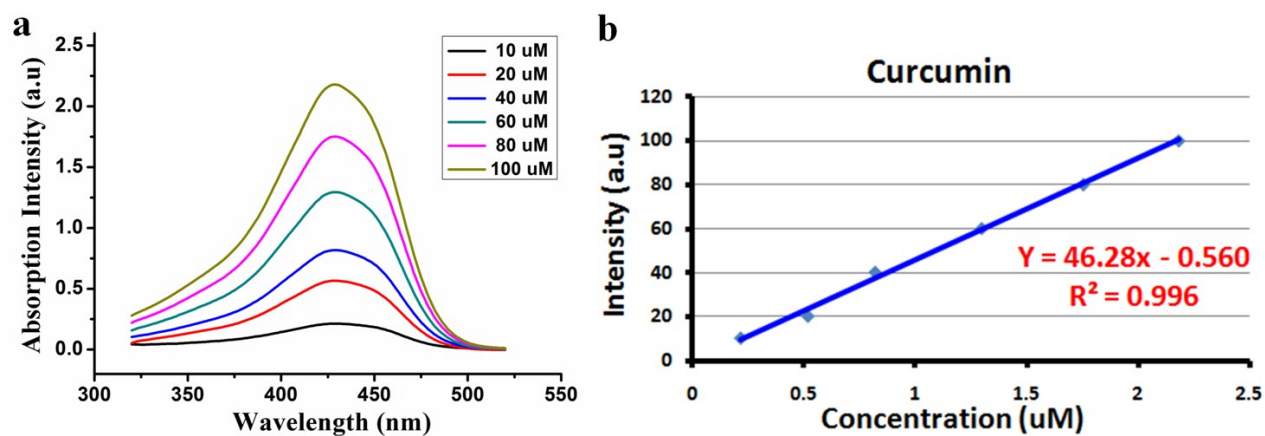 a
Absorption Intensity (a.u)
2.5
2.0
1.5
1.0
0.5
0.0
300
350
400
450
500
550
Wavelength (nm)
10 uM
20 uM
40 uM
60 uM
80 uM
100 uM
b
Curcumin
Intensity (a.u)
120
100
80
60
40
20
0
0
0.5
1
1.5
2
2.5
Concentration (uM)
Y = 46.28x - 0.560
R² = 0.996